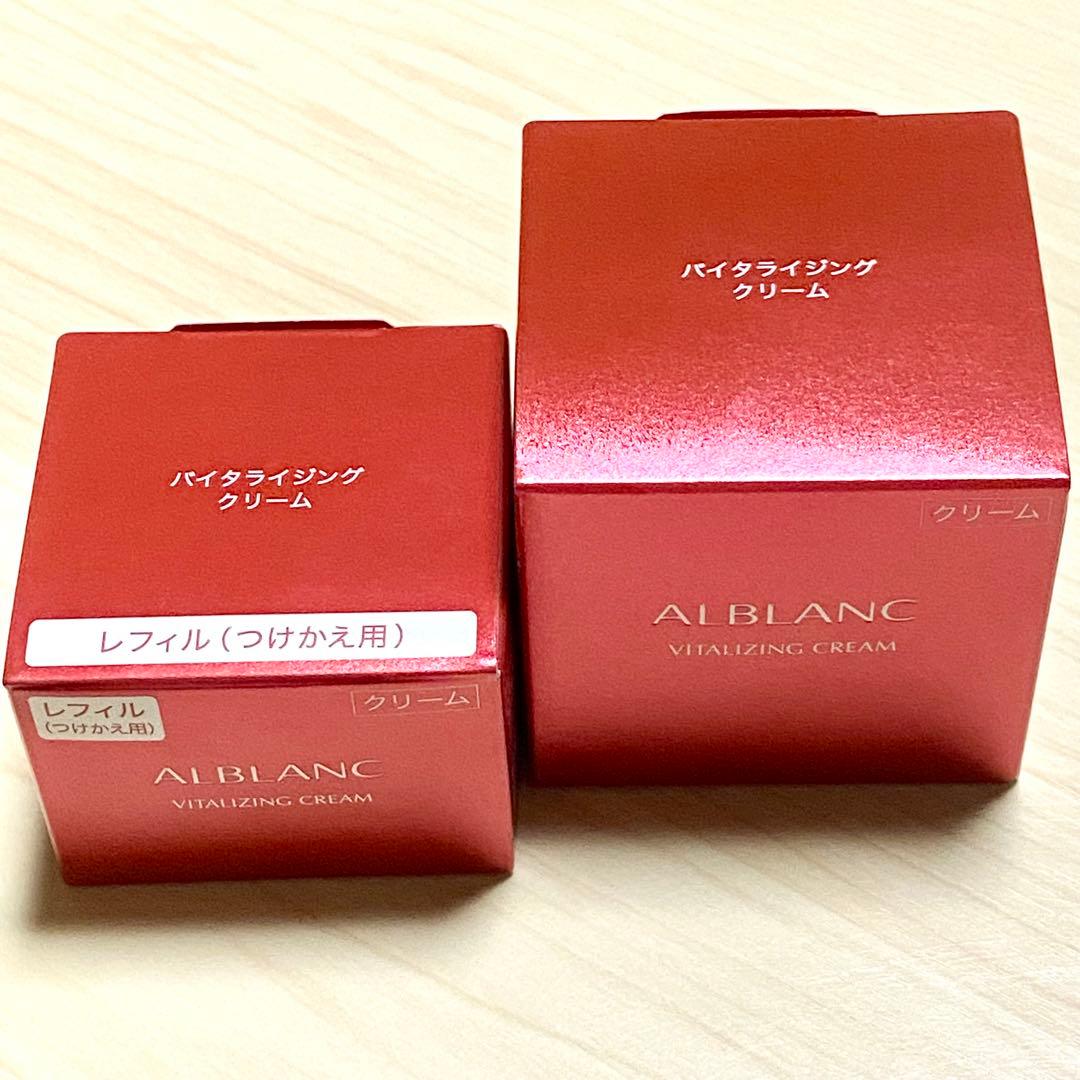 バイタライジング
クリーム
レフィル(つけかえ用)
レフィル
(つけかえ用)
クリーム
ALBLANC
VITALIZING CREAM
バイタライジング
クリーム
クリーム
ALBLANC
VITALIZING CREAM